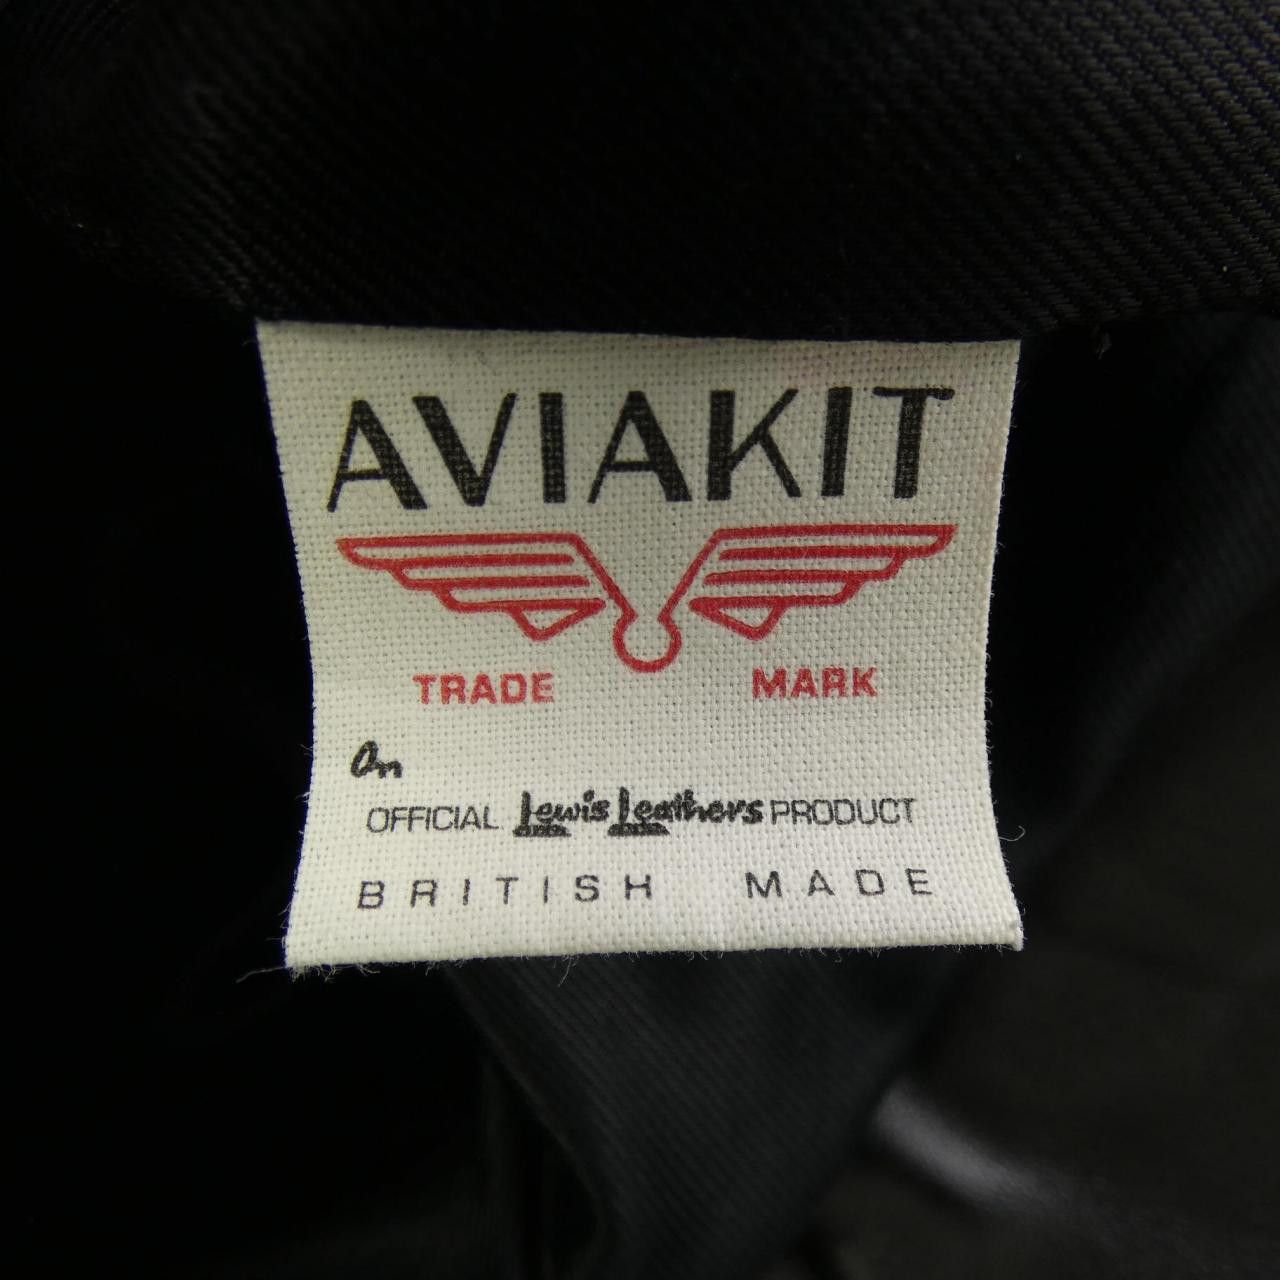 AVIAKIT
TRADE MARK
An
OFFICIAL Lewis Leathers PRODUCT
BRITISH MADE